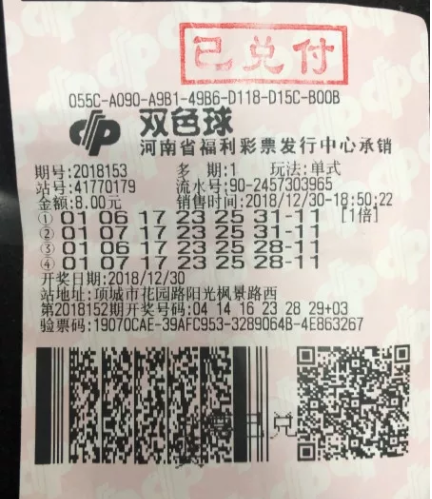 已兑付
055C-A090-A9B1-49B6-D118-D15C-B00B
双色球
河南省福利彩票发行中心承销
期号:2018153 多 期:1 玩法:单式
站号:41770179 流水号:90-2457303965
金额:8.00元 销售时间:2018/12/30-18:50:22
① 01 06 17 23 25 31-11 [1倍]
② 01 07 17 23 25 31-11
③ 01 06 17 23 25 28-11
④ 01 07 17 23 25 28-11
开奖日期:2018/12/30
站地址:项城市花园路阳光枫景路西
第2018152期开奖号码:04 14 16 23 28 29+03
验票码:19070CAE-39AFC953-3289064B-4E863267
已兑